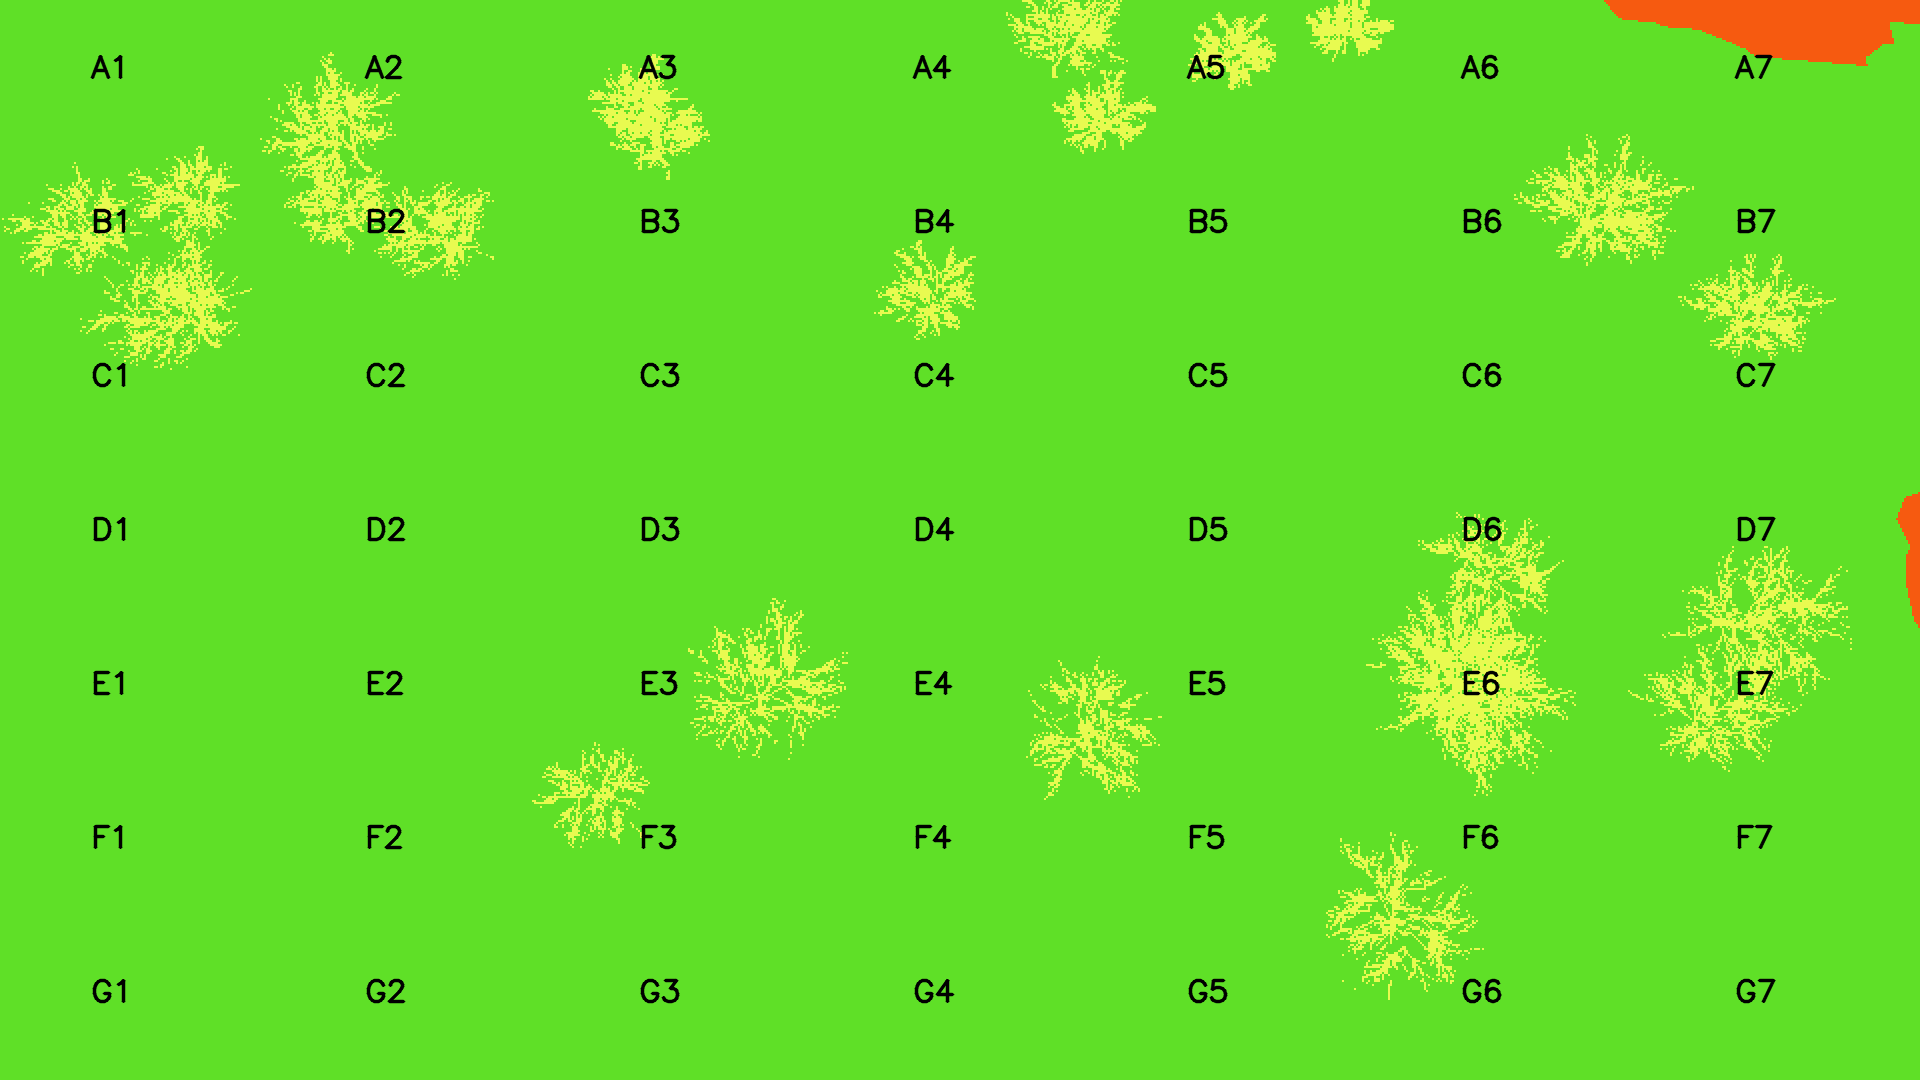 A1 A2 A3 A4 A5 A6 A7
B1 B2 B3 B4 B5 B6 B7
C1 C2 C3 C4 C5 C6 C7
D1 D2 D3 D4 D5 D6 D7
E1 E2 E3 E4 E5 E6 E7
F1 F2 F3 F4 F5 F6 F7
G1 G2 G3 G4 G5 G6 G7